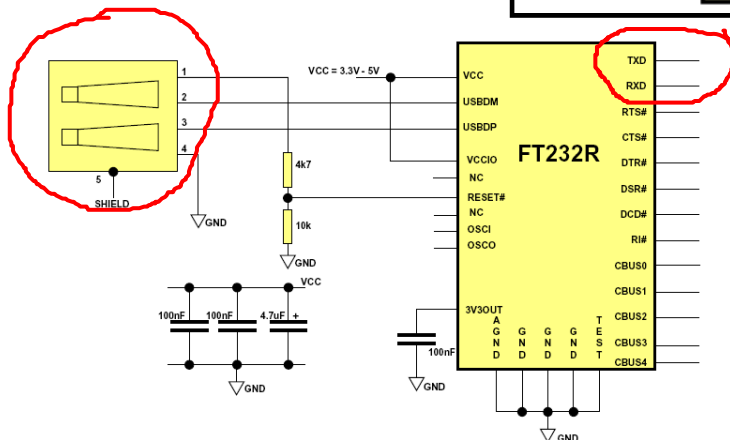 1
2
3
4
5
SHIELD
GND
VCC = 3.3V - 5V
4k7
10k
GND
VCC
100nF
100nF
4.7uF +
GND
100nF
GND
FT232R
VCC
USBDM
USBDP
VCCIO
NC
RESET#
NC
OSCI
OSCO
3V3OUT
AGND
GND
GND
GND
TEST
TXD
RXD
RTS#
CTS#
DTR#
DSR#
DCD#
RI#
CBUS0
CBUS1
CBUS2
CBUS3
CBUS4
GND